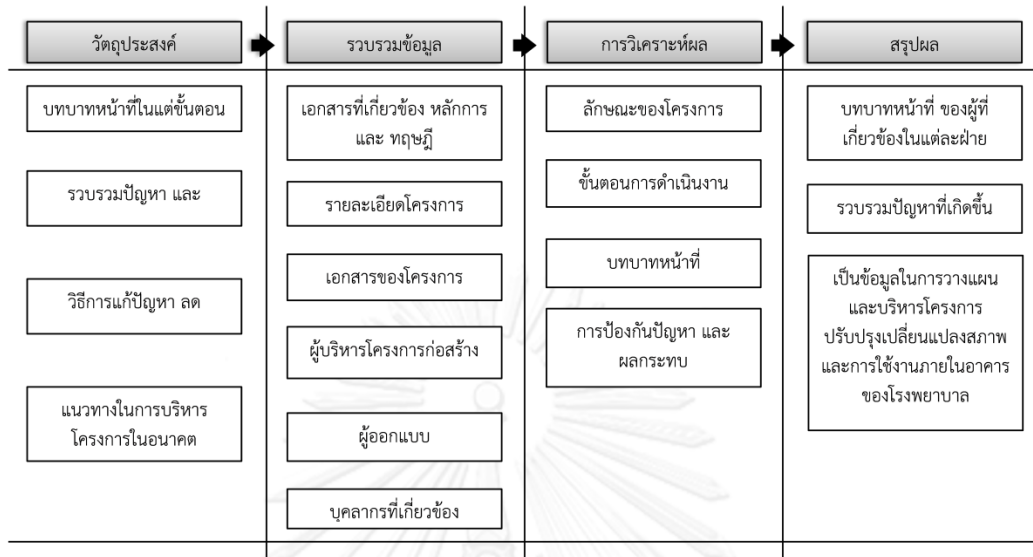 วัตถุประสงค์
รวบรวมข้อมูล
การวิเคราะห์ผล
สรุปผล
บทบาทหน้าที่ในแต่ขั้นตอน
รวบรวมปัญหา และ
วิธีการแก้ปัญหา ลด
แนวทางในการบริหาร
โครงการในอนาคต
เอกสารที่เกี่ยวข้อง หลักการ
และ ทฤษฎี
รายละเอียดโครงการ
เอกสารของโครงการ
ผู้บริหารโครงการก่อสร้าง
ผู้ออกแบบ
บุคลากรที่เกี่ยวข้อง
ลักษณะของโครงการ
ขั้นตอนการดำเนินงาน
บทบาทหน้าที่
การป้องกันปัญหา และ
ผลกระทบ
บทบาทหน้าที่ ของผู้ที่
เกี่ยวข้องในแต่ละฝ่าย
รวบรวมปัญหาที่เกิดขึ้น
เป็นข้อมูลในการวางแผน
และบริหารโครงการ
ปรับปรุงเปลี่ยนแปลงสภาพ
และการใช้งานภายในอาคาร
ของโรงพยาบาล